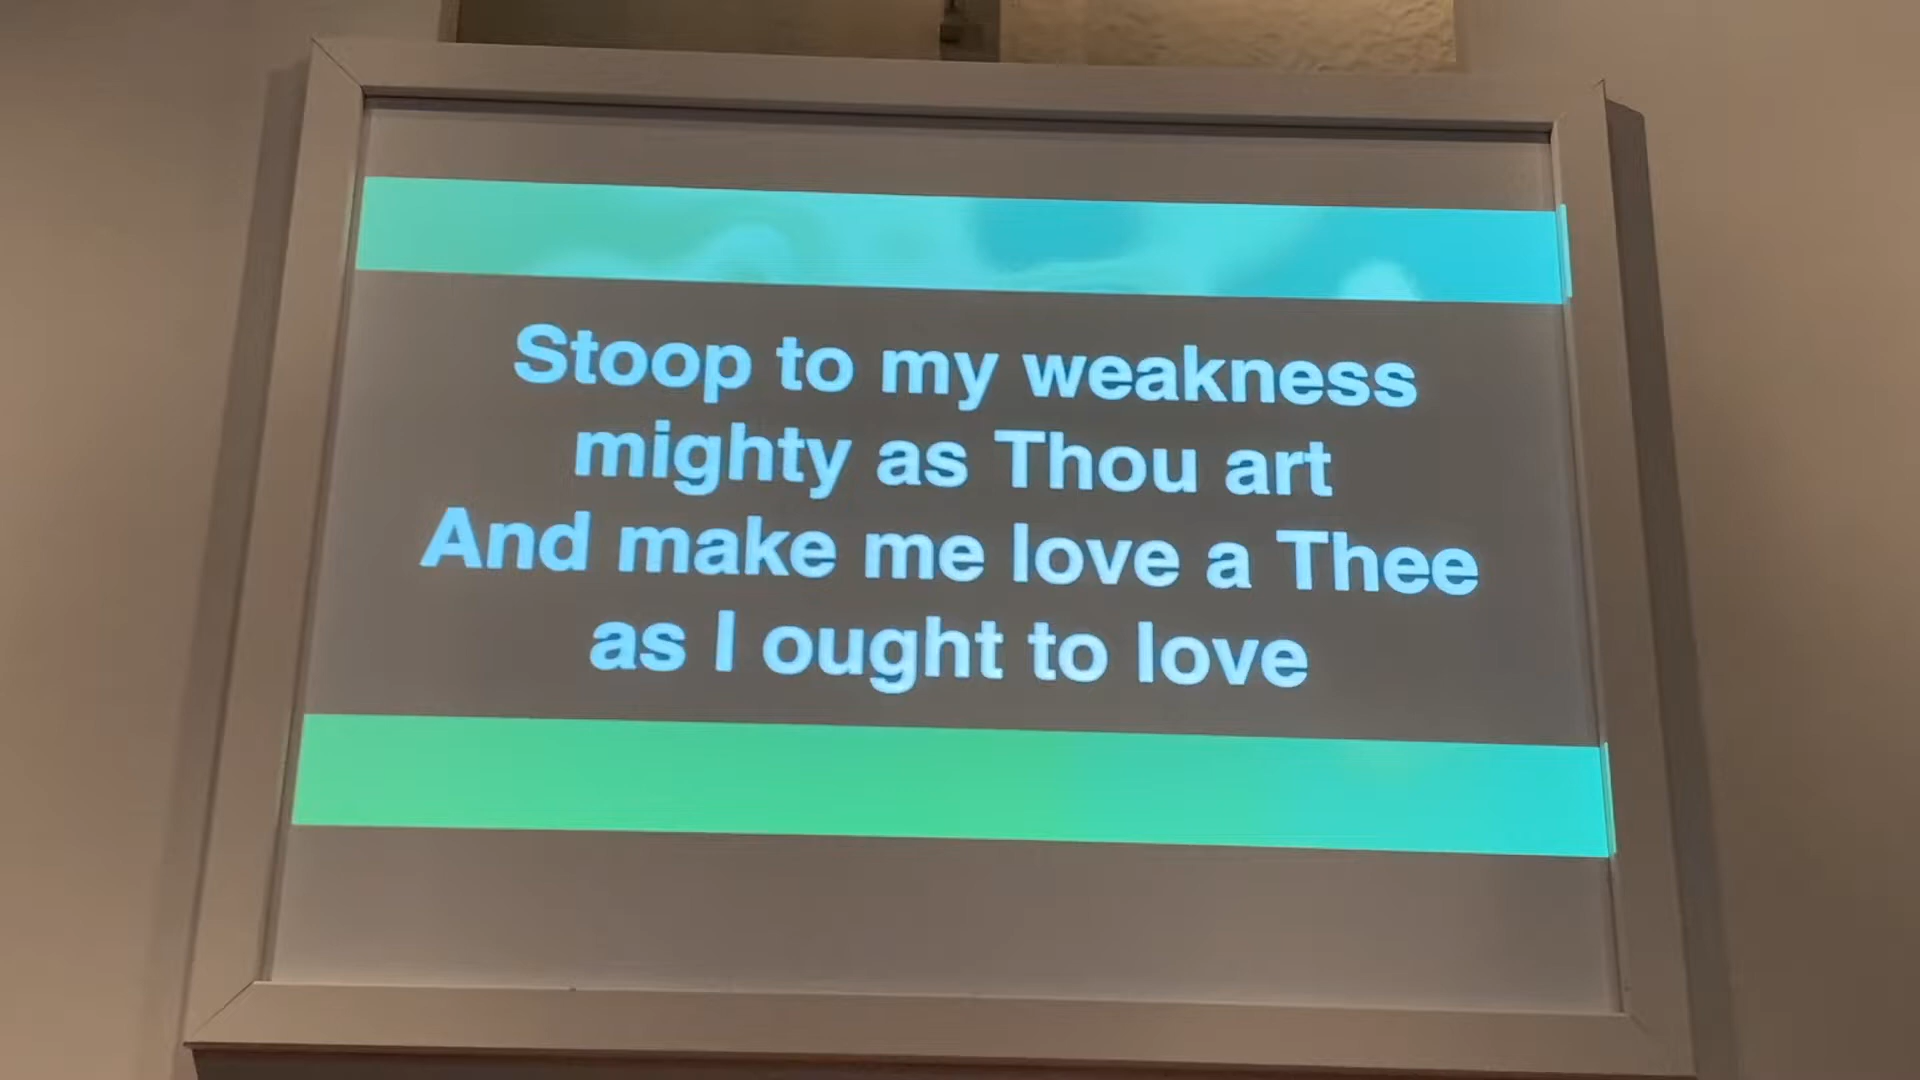 Stoop to my weakness
mighty as Thou art
And make me love a Thee
as I ought to love